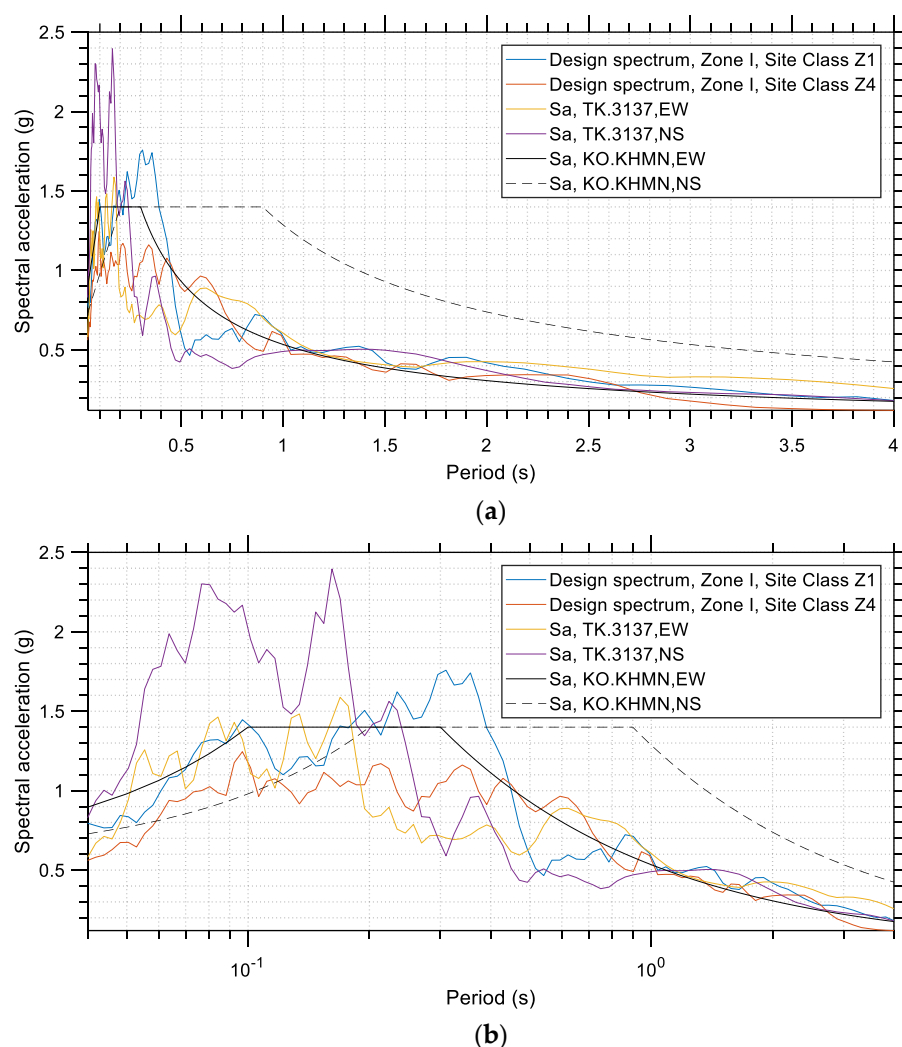 2.5
2
1.5
1
0.5
Spectral acceleration (g)
Design spectrum, Zone I, Site Class Z1
Design spectrum, Zone I, Site Class Z4
Sa, TK.3137,EW
Sa, TK.3137,NS
Sa, KO.KHMN,EW
Sa, KO.KHMN,NS
0.5 1 1.5 2 2.5 3 3.5 4
Period (s)
(a)
2.5
2
1.5
1
0.5
Spectral acceleration (g)
Design spectrum, Zone I, Site Class Z1
Design spectrum, Zone I, Site Class Z4
Sa, TK.3137,EW
Sa, TK.3137,NS
Sa, KO.KHMN,EW
Sa, KO.KHMN,NS
10⁻¹ 10⁰
Period (s)
(b)